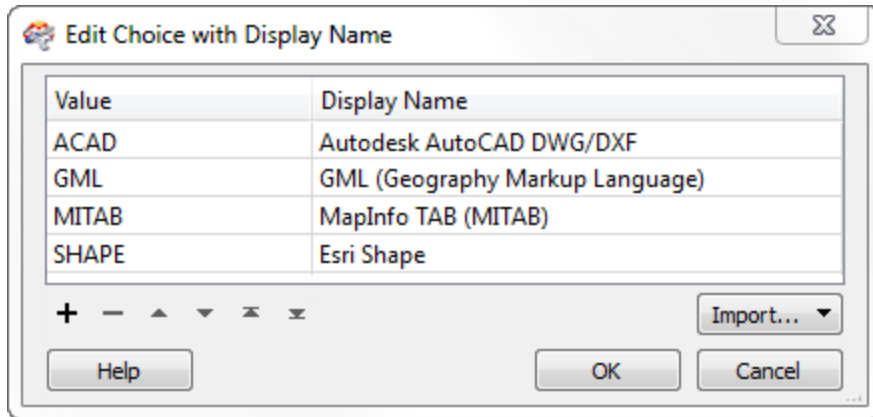 Edit Choice with Display Name
Value Display Name
ACAD Autodesk AutoCAD DWG/DXF
GML GML (Geography Markup Language)
MITAB MapInfo TAB (MITAB)
SHAPE Esri Shape
Import...
Help OK Cancel